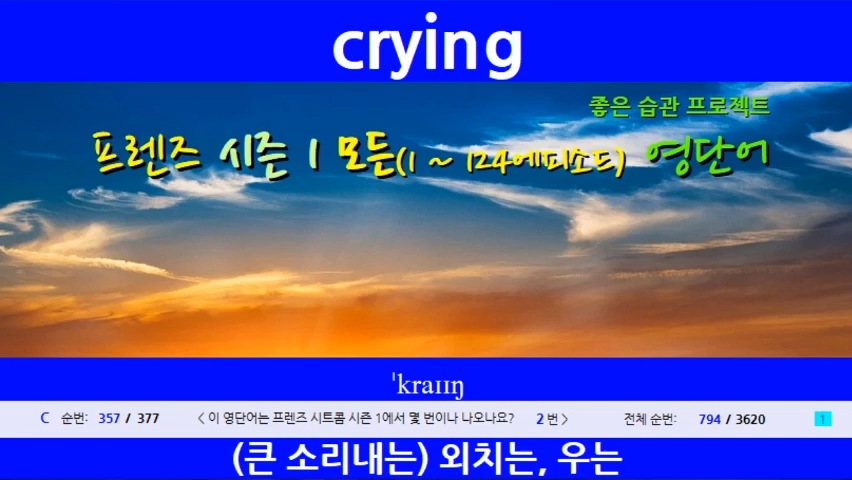 crying
좋은 습관 프로젝트
프렌즈 시즌 1 모든(1 ~ 124에피소드) 영단어
ˈkraɪɪŋ
C 순번: 357 / 377 < 이 영단어는 프렌즈 시트콤 시즌 1에서 몇 번이나 나오나요? 2 번 > 전체 순번: 794 / 3620 1
(큰 소리내는) 외치는, 우는